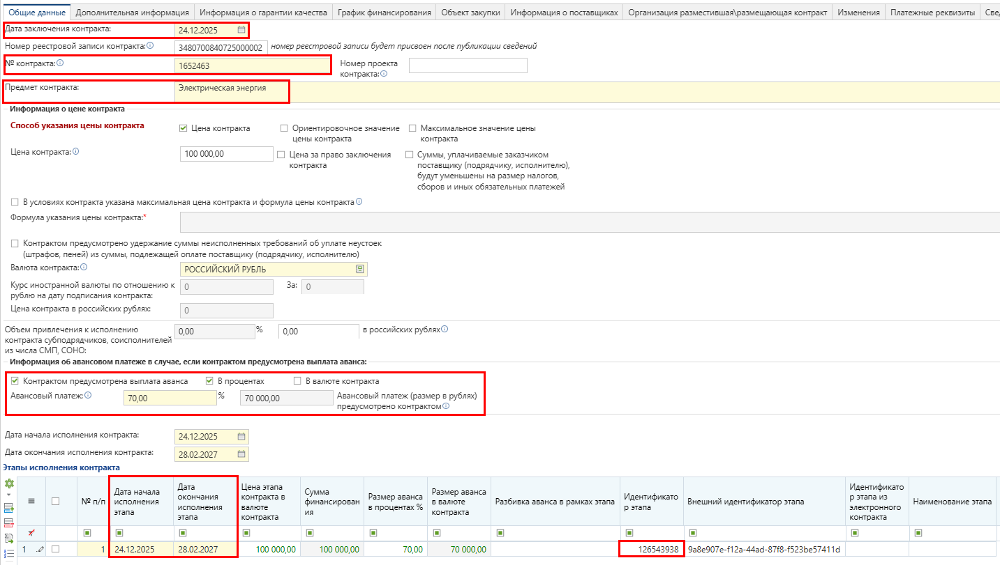 Общие данные Дополнительная информация Информация о гарантии качества График финансирования Объект закупки Информация о поставщиках Организация разместившая\размещающая контракт Изменения Платежные реквизиты
Дата заключения контракта: 24.12.2025
Номер реестровой записи контракта: 3480700840725000002 номер реестровой записи будет присвоен после публикации сведений
№ контракта: 1652463 Номер проекта
контракта:
Предмет контракта: Электрическая энергия
Информация о цене контракта
Способ указания цены контракта Цена контракта Ориентировочное значение Максимальное значение цены
цены контракта контракта
Цена контракта: 100 000,00 Цена за право заключения Суммы, уплачиваемые заказчиком
контракта поставщику (подрядчику, исполнителю),
будут уменьшены на размер налогов,
сборов и иных обязательных платежей
В условиях контракта указана максимальная цена контракта и формула цены контракта
Формула указания цены контракта:*
Контрактом предусмотрено удержание суммы неисполненных требований об уплате неустоек
(штрафов, пеней) из суммы, подлежащей оплате поставщику (подрядчику, исполнителю)
Валюта контракта: РОССИЙСКИЙ РУБЛЬ
Курс иностранной валюты по отношению к 0 За: 0
рублю на дату подписания контракта:
Цена контракта в российских рублях: 0
Объем привлечения к исполнению 0,00 % 0,00 в российских рублях
контракта субподрядчиков, соисполнителей
из числа СМП, СОНО:
Информация об авансовом платеже в случае, если контрактом предусмотрена выплата аванса:
Контрактом предусмотрена выплата аванса В процентах В валюте контракта
Авансовый платеж: 70,00 % 70 000,00 Авансовый платеж (размер в рублях)
предусмотрено контрактом
Дата начала исполнения контракта: 24.12.2025
Дата окончания исполнения контракта: 28.02.2027
Этапы исполнения контракта
№ п/п
Дата начала
исполнения
этапа
Дата
окончания
исполнения
этапа
Цена этапа
контракта в
валюте
контракта
Сумма
финансирован
ия
Размер аванса
в процентах %
Размер аванса
в валюте
контракта
Разбивка аванса в рамках этапа
Идентификато
р этапа
Внешний идентификатор этапа
Идентификато
р этапа из
электронного
контракта
Наименование этапа
1 1 24.12.2025 28.02.2027 100 000,00 100 000,00 70,00 70 000,00 126543938 9a8e907e-f12a-44ad-87f8-f523be57411d